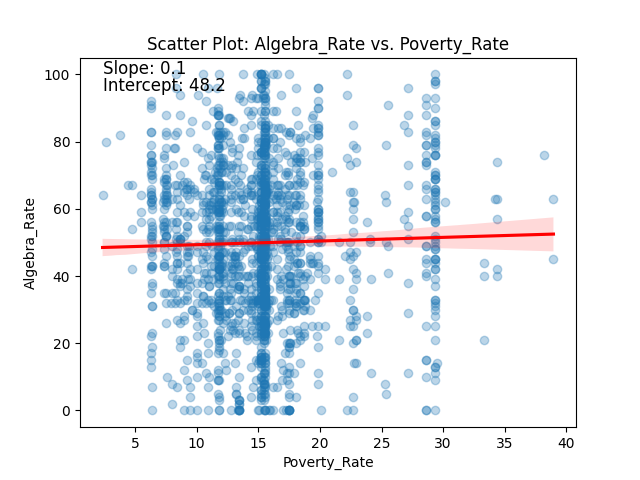 Scatter Plot: Algebra_Rate vs. Poverty_Rate
Slope: 0.1
Intercept: 48.2
100
80
60
40
20
0
Algebra_Rate
5 10 15 20 25 30 35 40
Poverty_Rate